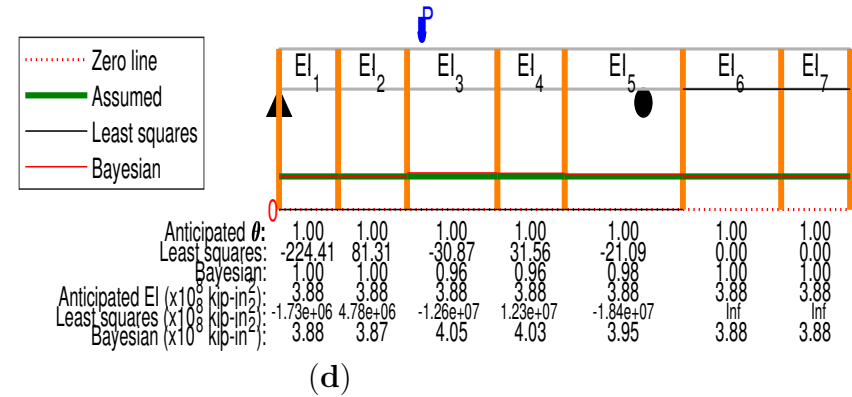 P
Zero line
Assumed
Least squares
Bayesian
EI1 EI2 EI3 EI4 EI5 EI6 EI7
0
Anticipated θ: 1.00 1.00 1.00 1.00 1.00 1.00 1.00
Least squares: -224.41 81.31 -30.87 31.56 -21.09 0.00 0.00
Bayesian: 1.00 1.00 0.96 0.96 0.98 1.00 1.00
Anticipated EI (x10^8 kip-in^2): 3.88 3.88 3.88 3.88 3.88 3.88 3.88
Least squares (x10^8 kip-in^2): -1.73e+06 4.78e+06 -1.26e+07 1.23e+07 -1.84e+07 Inf Inf
Bayesian (x10^8 kip-in^2): 3.88 3.87 4.05 4.03 3.95 3.88 3.88
(d)